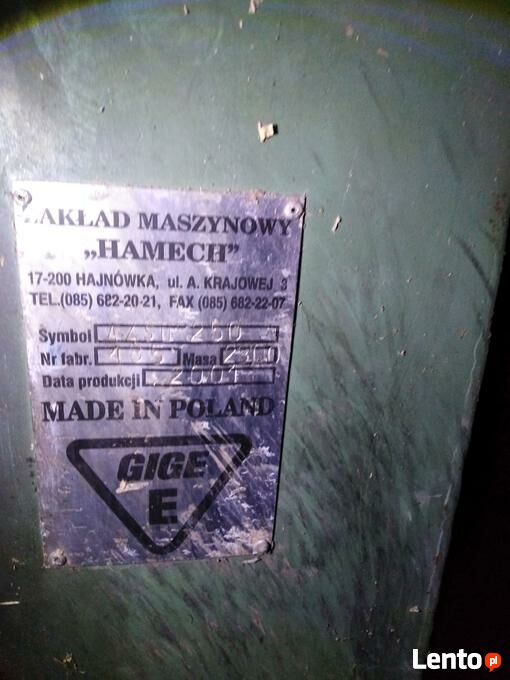 ZAKŁAD MASZYNOWY
„HAMECH”
17-200 HAJNÓWKA, ul. A. KRAJOWEJ 3
TEL.(085) 682-20-21, FAX (085) 682-22-07
Symbol
Nr fabr. Masa
Data produkcji 2001
MADE IN POLAND
GIGE
E
Lento.pl